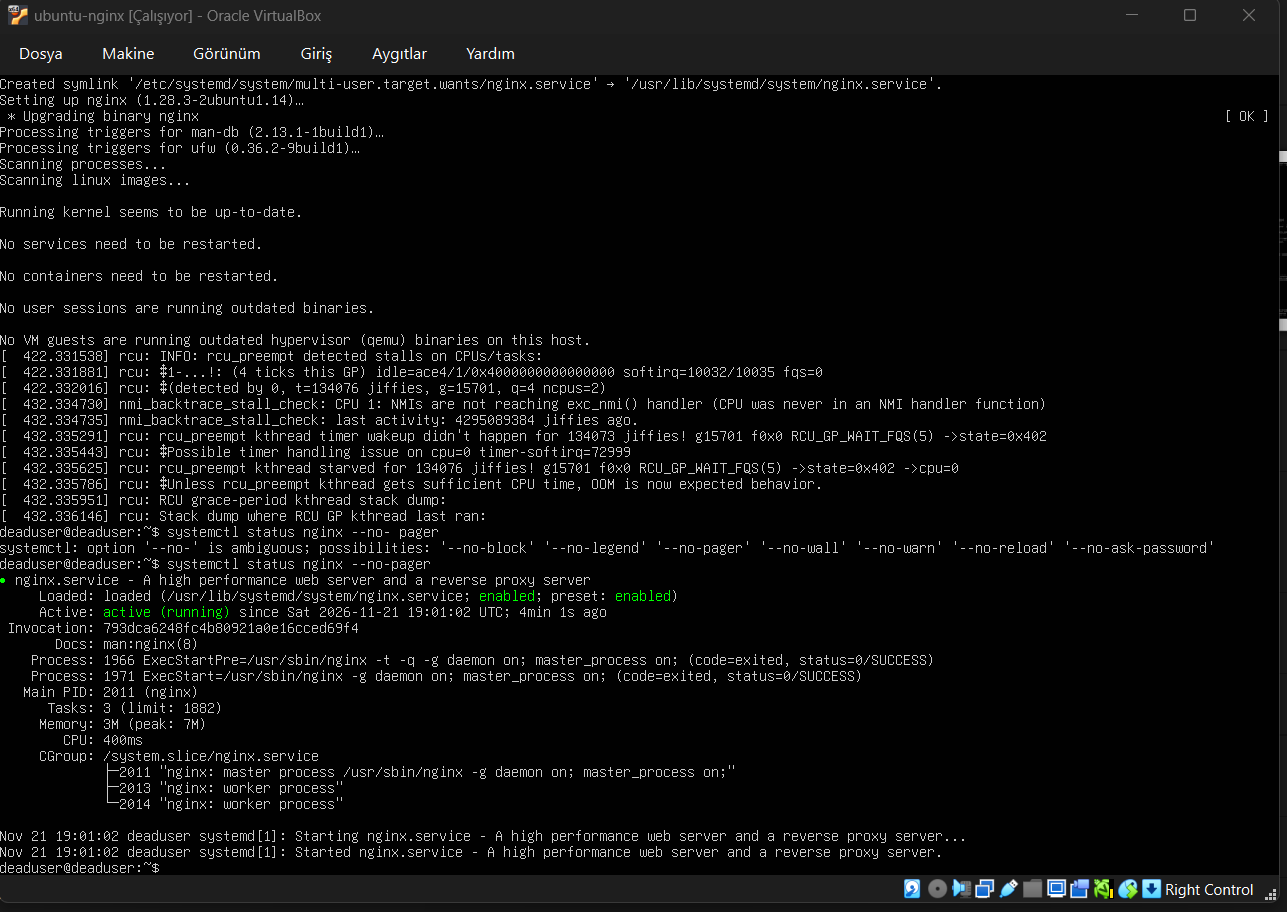 ubuntu-nginx [Çalışıyor] - Oracle VirtualBox
Dosya Makine Görünüm Giriş Aygıtlar Yardım
Created symlink '/etc/systemd/system/multi-user.target.wants/nginx.service' → '/usr/lib/systemd/system/nginx.service'.
Setting up nginx (1.28.3-2ubuntu1.14)…
 * Upgrading binary nginx [ OK ]
Processing triggers for man-db (2.13.1-1build1)…
Processing triggers for ufw (0.36.2-9build1)…
Scanning processes...
Scanning linux images...
Running kernel seems to be up-to-date.
No services need to be restarted.
No containers need to be restarted.
No user sessions are running outdated binaries.
No VM guests are running outdated hypervisor (qemu) binaries on this host.
[  422.331538] rcu: INFO: rcu_preempt detected stalls on CPUs/tasks:
[  422.331881] rcu: ‡1-...!: (4 ticks this GP) idle=ace4/1/0x4000000000000000 softirq=10032/10035 fqs=0
[  422.332016] rcu: ‡(detected by 0, t=134076 jiffies, g=15701, q=4 ncpus=2)
[  432.334730] nmi_backtrace_stall_check: CPU 1: NMIs are not reaching exc_nmi() handler (CPU was never in an NMI handler function)
[  432.334735] nmi_backtrace_stall_check: last activity: 4295089384 jiffies ago.
[  432.335291] rcu: rcu_preempt kthread timer wakeup didn't happen for 134073 jiffies! g15701 f0x0 RCU_GP_WAIT_FQS(5) ->state=0x402
[  432.335443] rcu: ‡Possible timer handling issue on cpu=0 timer-softirq=72999
[  432.335625] rcu: rcu_preempt kthread starved for 134076 jiffies! g15701 f0x0 RCU_GP_WAIT_FQS(5) ->state=0x402 ->cpu=0
[  432.335786] rcu: ‡Unless rcu_preempt kthread gets sufficient CPU time, OOM is now expected behavior.
[  432.335951] rcu: RCU grace-period kthread stack dump:
[  432.336146] rcu: Stack dump where RCU GP kthread last ran:
deaduser@deaduser:~$ systemctl status nginx --no- pager
systemctl: option '--no-' is ambiguous; possibilities: '--no-block' '--no-legend' '--no-pager' '--no-wall' '--no-warn' '--no-reload' '--no-ask-password'
deaduser@deaduser:~$ systemctl status nginx --no-pager
● nginx.service - A high performance web server and a reverse proxy server
     Loaded: loaded (/usr/lib/systemd/system/nginx.service; enabled; preset: enabled)
     Active: active (running) since Sat 2026-11-21 19:01:02 UTC; 4min 1s ago
 Invocation: 793dca6248fc4b80921a0e16cced69f4
       Docs: man:nginx(8)
    Process: 1966 ExecStartPre=/usr/sbin/nginx -t -q -g daemon on; master_process on; (code=exited, status=0/SUCCESS)
    Process: 1971 ExecStart=/usr/sbin/nginx -g daemon on; master_process on; (code=exited, status=0/SUCCESS)
   Main PID: 2011 (nginx)
      Tasks: 3 (limit: 1882)
     Memory: 3M (peak: 7M)
        CPU: 400ms
     CGroup: /system.slice/nginx.service
             ├─2011 "nginx: master process /usr/sbin/nginx -g daemon on; master_process on;"
             ├─2013 "nginx: worker process"
             └─2014 "nginx: worker process"
Nov 21 19:01:02 deaduser systemd[1]: Starting nginx.service - A high performance web server and a reverse proxy server...
Nov 21 19:01:02 deaduser systemd[1]: Started nginx.service - A high performance web server and a reverse proxy server.
deaduser@deaduser:~$
Right Control